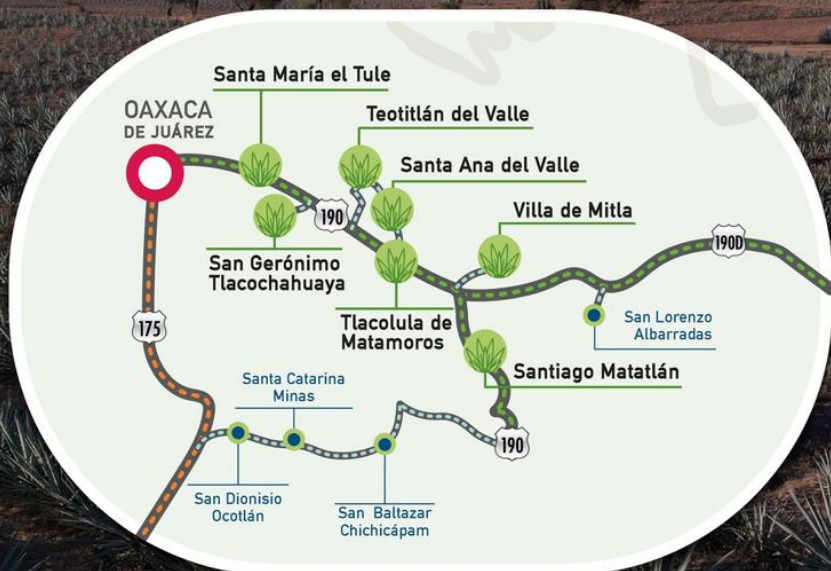 Santa María el Tule
OAXACA
DE JUÁREZ
Teotitlán del Valle
Santa Ana del Valle
Villa de Mitla
190
190D
San Gerónimo
Tlacochahuaya
Tlacolula de
Matamoros
San Lorenzo
Albarradas
175
Santiago Matatlán
Santa Catarina
Minas
190
San Dionisio
Ocotlán
San Baltazar
Chichicápam